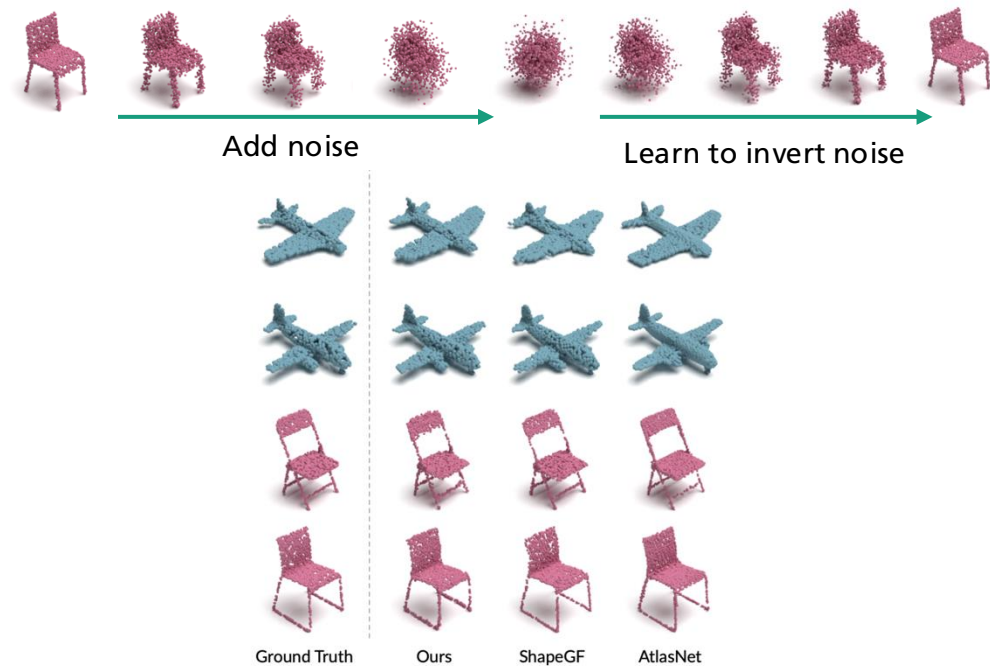 Add noise
Learn to invert noise
Ground Truth Ours ShapeGF AtlasNet